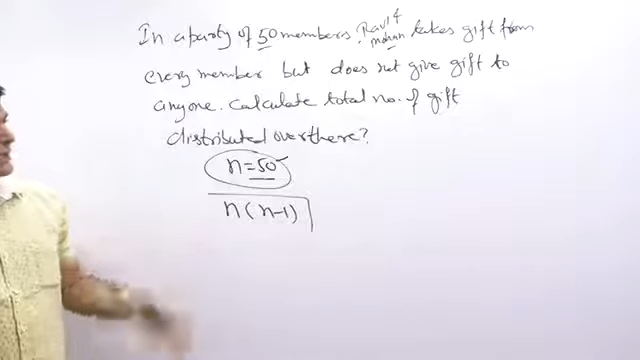 In a party of 50 members, Ravi &
mohan takes gift from
every member but does not give gift to
anyone. Calculate total no. of gift
distributed over there?
n = 50
n(n-1)